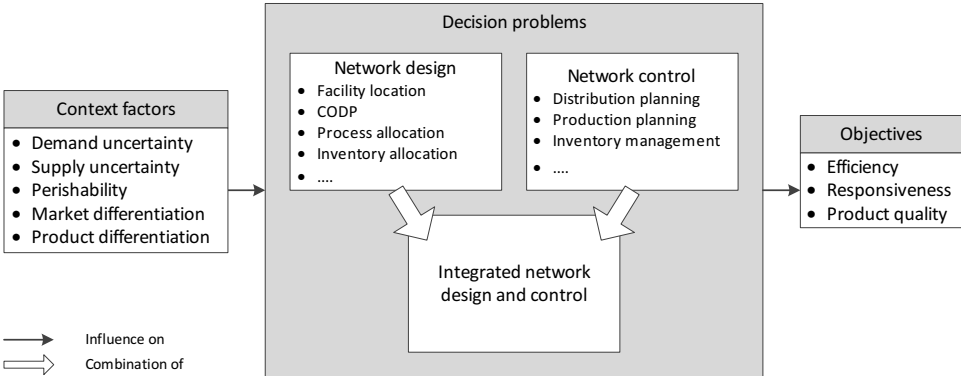 Decision problems
Network design
• Facility location
• CODP
• Process allocation
• Inventory allocation
• ....
Network control
• Distribution planning
• Production planning
• Inventory management
• ....
Context factors
• Demand uncertainty
• Supply uncertainty
• Perishability
• Market differentiation
• Product differentiation
Objectives
• Efficiency
• Responsiveness
• Product quality
Integrated network
design and control
Influence on
Combination of